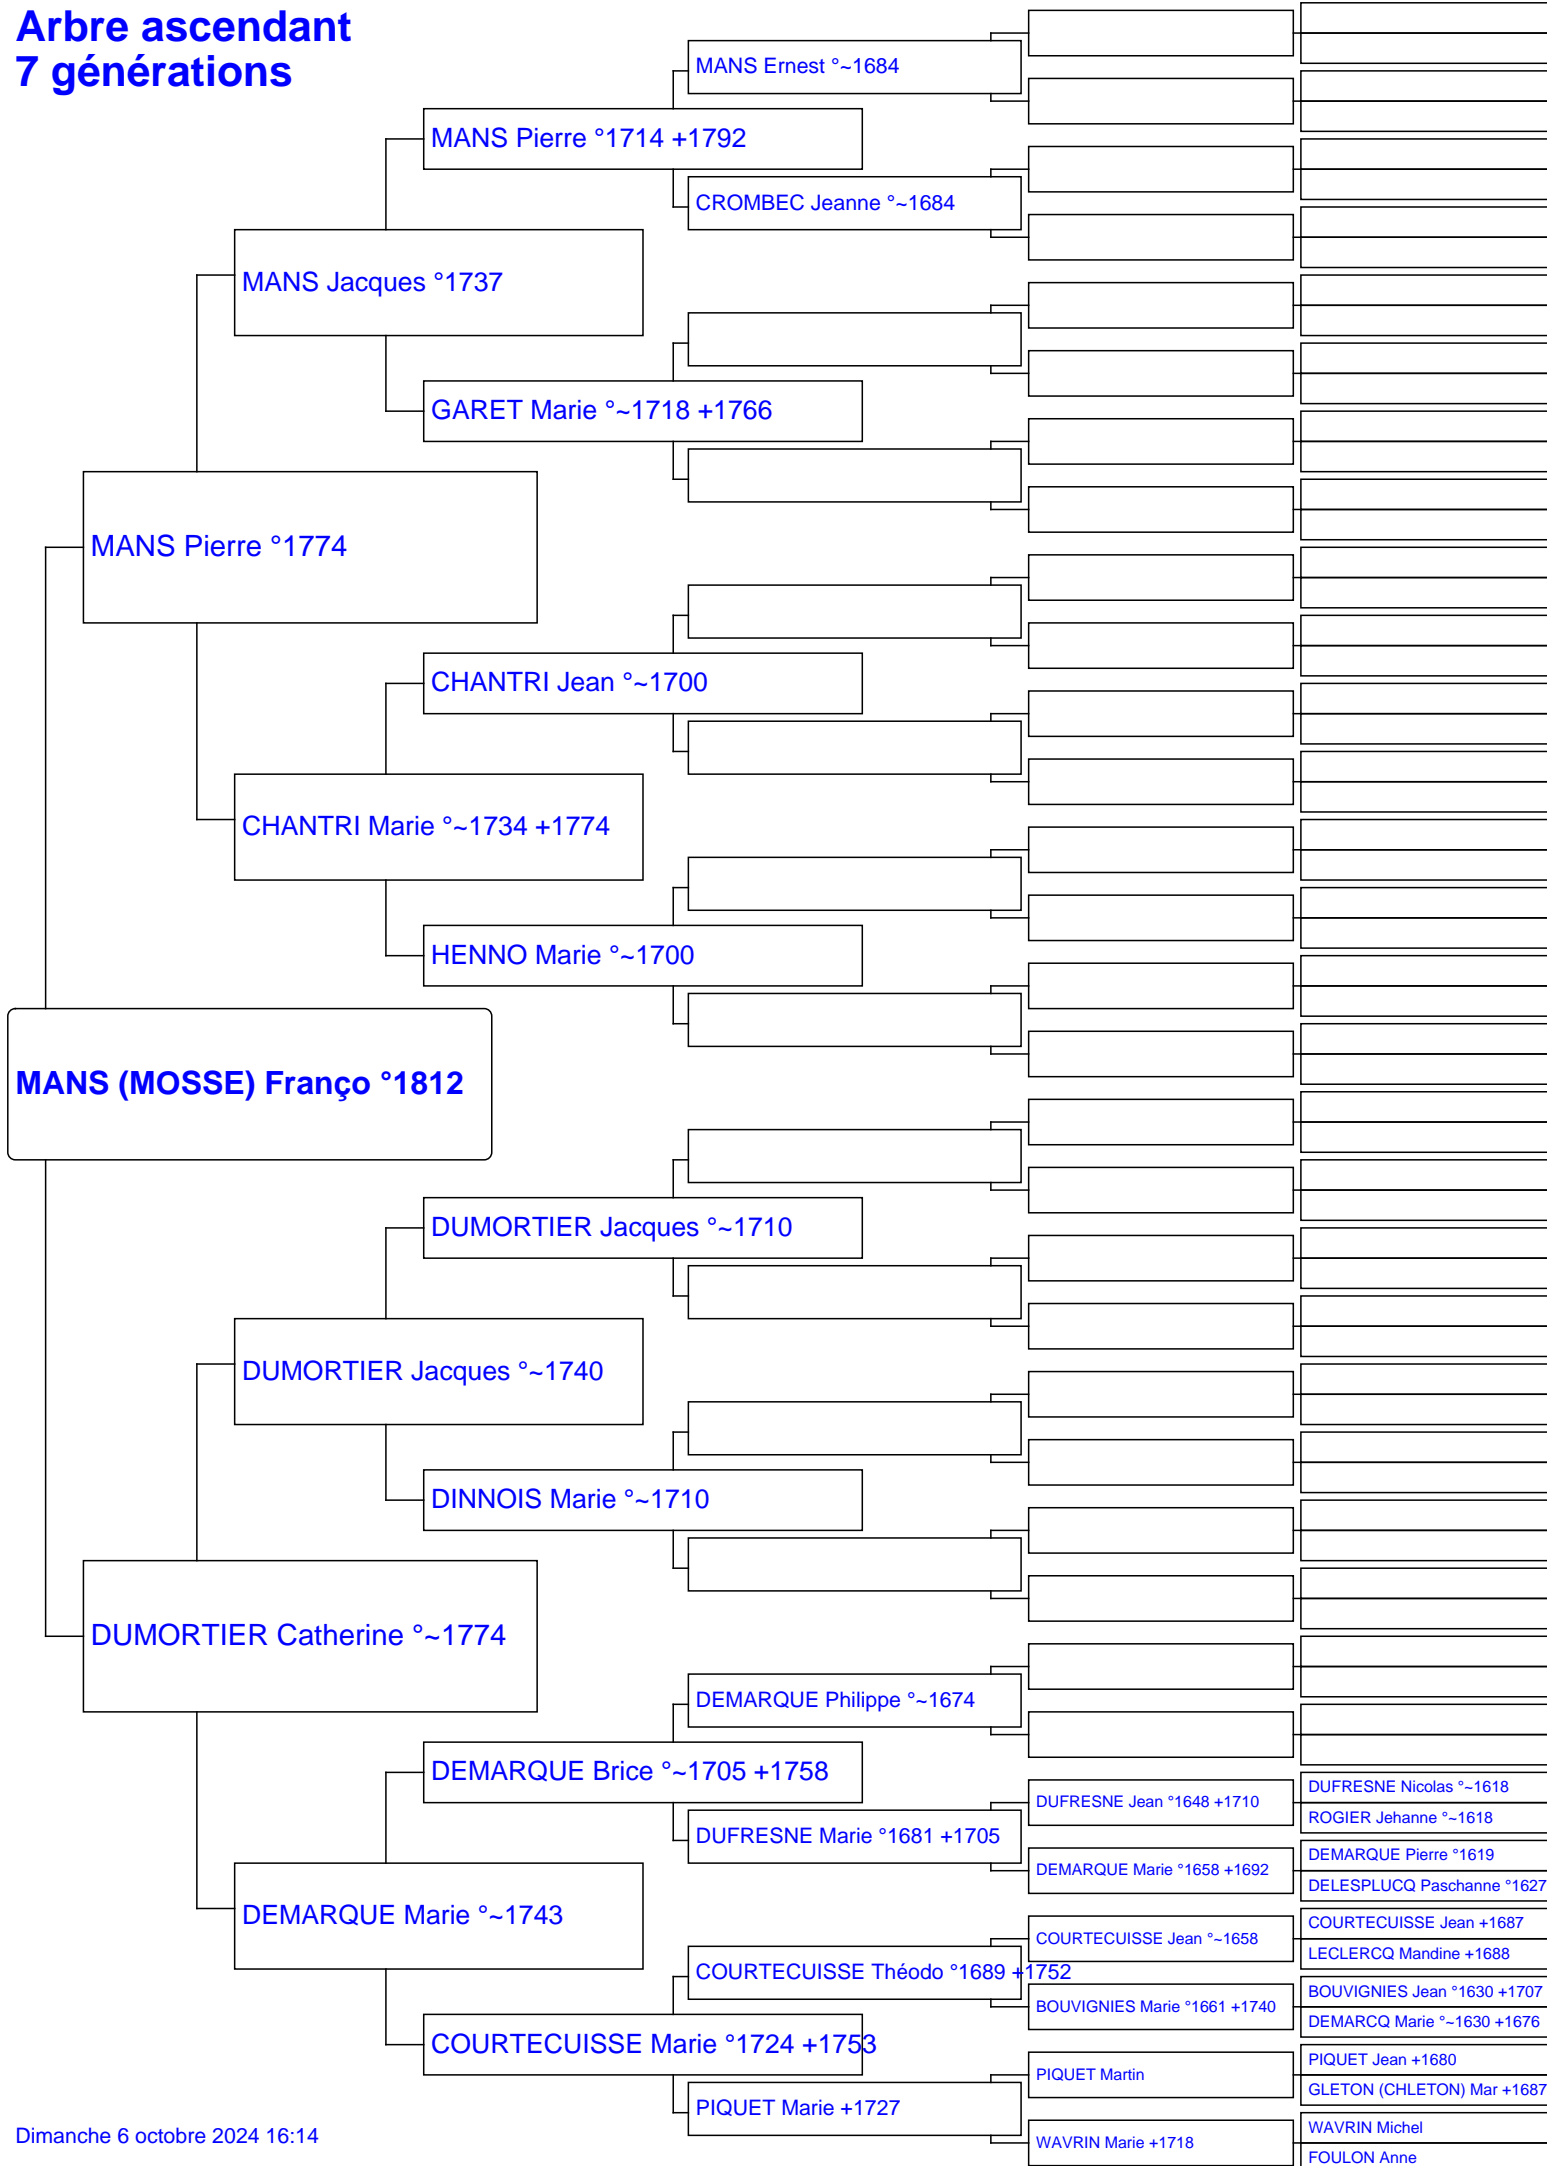 Arbre ascendant
7 générations
MANS Ernest °~1684
MANS Pierre °1714 +1792
CROMBEC Jeanne °~1684
MANS Jacques °1737
GARET Marie °~1718 +1766
MANS Pierre °1774
CHANTRI Jean °~1700
CHANTRI Marie °~1734 +1774
HENNO Marie °~1700
MANS (MOSSE) Franço °1812
DUMORTIER Jacques °~1710
DUMORTIER Jacques °~1740
DINNOIS Marie °~1710
DUMORTIER Catherine °~1774
DEMARQUE Philippe °~1674
DEMARQUE Brice °~1705 +1758
DUFRESNE Nicolas °~1618
DUFRESNE Jean °1648 +1710
ROGIER Jehanne °~1618
DUFRESNE Marie °1681 +1705
DEMARQUE Pierre °1619
DEMARQUE Marie °1658 +1692
DELESPLUCQ Paschanne °1627
DEMARQUE Marie °~1743
COURTECUISSE Jean +1687
COURTECUISSE Jean °~1658
LECLERCQ Mandine +1688
COURTECUISSE Théodo °1689 +1752
BOUVIGNIES Jean °1630 +1707
BOUVIGNIES Marie °1661 +1740
DEMARCQ Marie °~1630 +1676
COURTECUISSE Marie °1724 +1753
PIQUET Jean +1680
PIQUET Martin
GLETON (CHLETON) Mar +1687
PIQUET Marie +1727
WAVRIN Michel
WAVRIN Marie +1718
FOULON Anne
Dimanche 6 octobre 2024 16:14